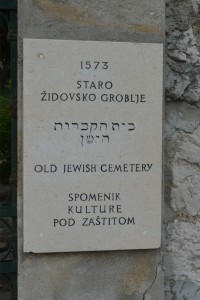 1573
STARO
ŽIDOVSKO GROBLJE
בית הקברות
הישן
OLD JEWISH CEMETERY
SPOMENIK
KULTURE
POD ZAŠTITOM